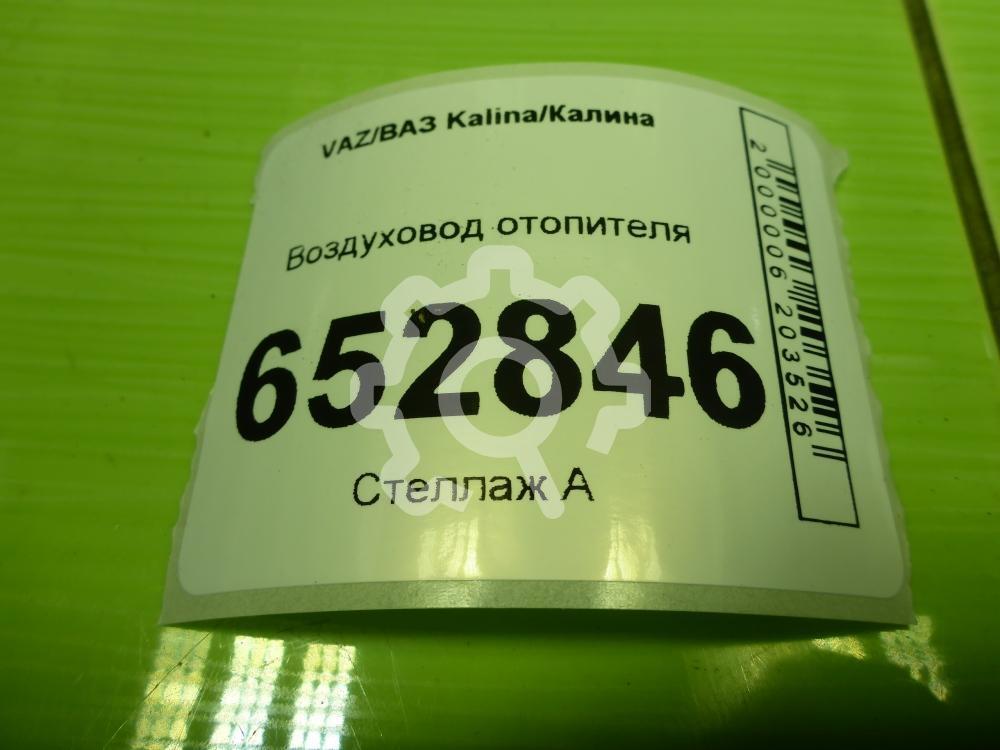 VAZ/ВАЗ Kalina/Калина
Воздуховод отопителя
652846
Стеллаж А
2000006203526